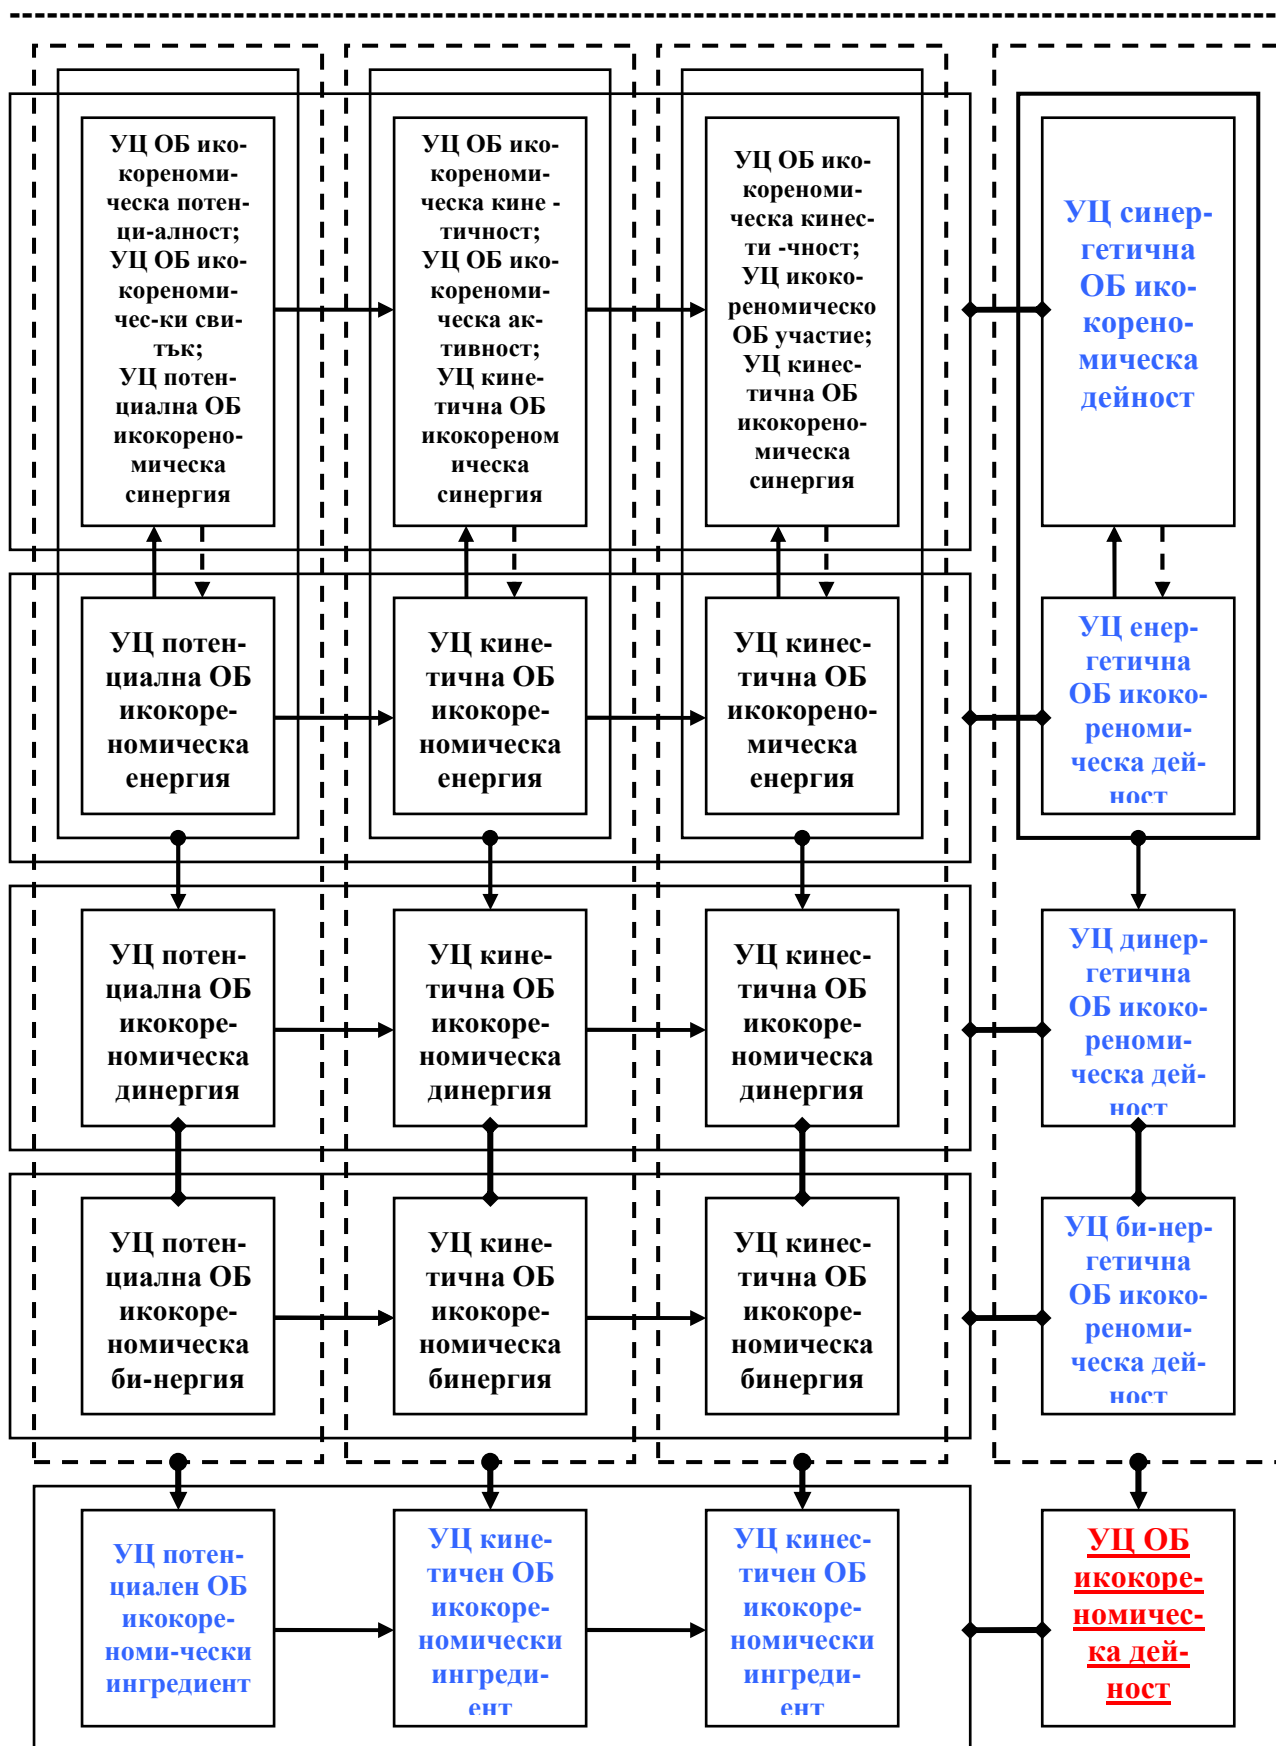 УЦ ОБ ико-
кореноми-
ческа потен-
ци-алност;
УЦ ОБ ико-
кореноми-
чес-ки сви-
тък;
УЦ потен-
циална ОБ
икокорено-
мическа
синергия
УЦ ОБ ико-
кореноми-
ческа кине -
тичност;
УЦ ОБ ико-
кореноми-
ческа ак-
тивност;
УЦ кине-
тична ОБ
икокореном
ическа
синергия
УЦ ОБ ико-
кореноми-
ческа кинес-
ти -чност;
УЦ икоко-
реномическо
ОБ участие;
УЦ кинес-
тична ОБ
икокорено-
мическа
синергия
УЦ синер-
гетична
ОБ ико-
корено-
мическа
дейност
УЦ потен-
циална ОБ
икокоре-
номическа
енергия
УЦ кине-
тична ОБ
икокоре-
номическа
енергия
УЦ кинес-
тична ОБ
икокорено-
мическа
енергия
УЦ енер-
гетична
ОБ икоко-
реноми-
ческа дей-
ност
УЦ потен-
циална ОБ
икокоре-
номическа
динергия
УЦ кине-
тична ОБ
икокоре-
номическа
динергия
УЦ кинес-
тична ОБ
икокоре-
номическа
динергия
УЦ динер-
гетична
ОБ икоко-
реноми-
ческа дей-
ност
УЦ потен-
циална ОБ
икокоре-
номическа
би-нергия
УЦ кине-
тична ОБ
икокоре-
номическа
бинергия
УЦ кинес-
тична ОБ
икокоре-
номическа
бинергия
УЦ би-нер-
гетична
ОБ икоко-
реноми-
ческа дей-
ност
УЦ потен-
циален ОБ
икокоре-
номи-чески
ингредиент
УЦ кине-
тичен ОБ
икокоре-
номически
ингреди-
ент
УЦ кинес-
тичен ОБ
икокоре-
номически
ингреди-
ент
УЦ ОБ
икокоре-
номичес-
ка дей-
ност